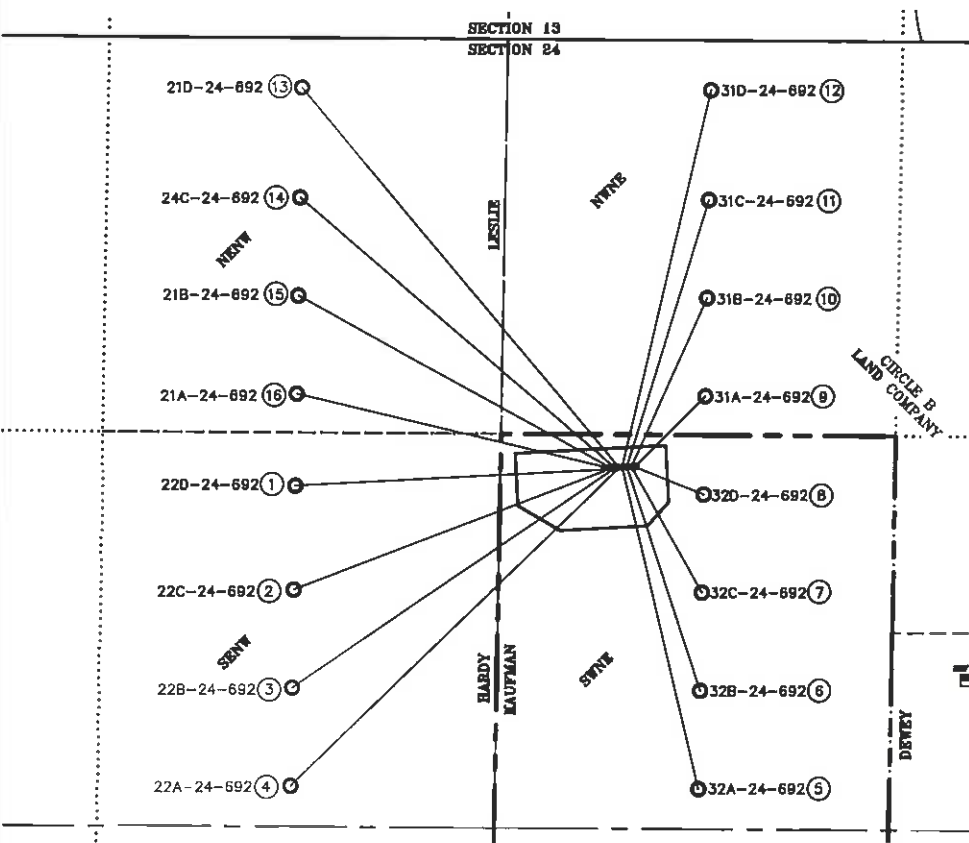 SECTION 13
SECTION 24
21D-24-692 13
31D-24-692 12
24C-24-692 14
31C-24-692 11
NWNE
LESLIE
NENW
21B-24-692 15
31B-24-692 10
CIRCLE B
LAND COMPANY
21A-24-692 16
31A-24-692 9
22D-24-692 1
32D-24-692 8
22C-24-692 2
32C-24-692 7
SENW
22B-24-692 3
HARDY
KAUFMAN
SWNE
32B-24-692 6
DEWEY
22A-24-692 4
32A-24-692 5